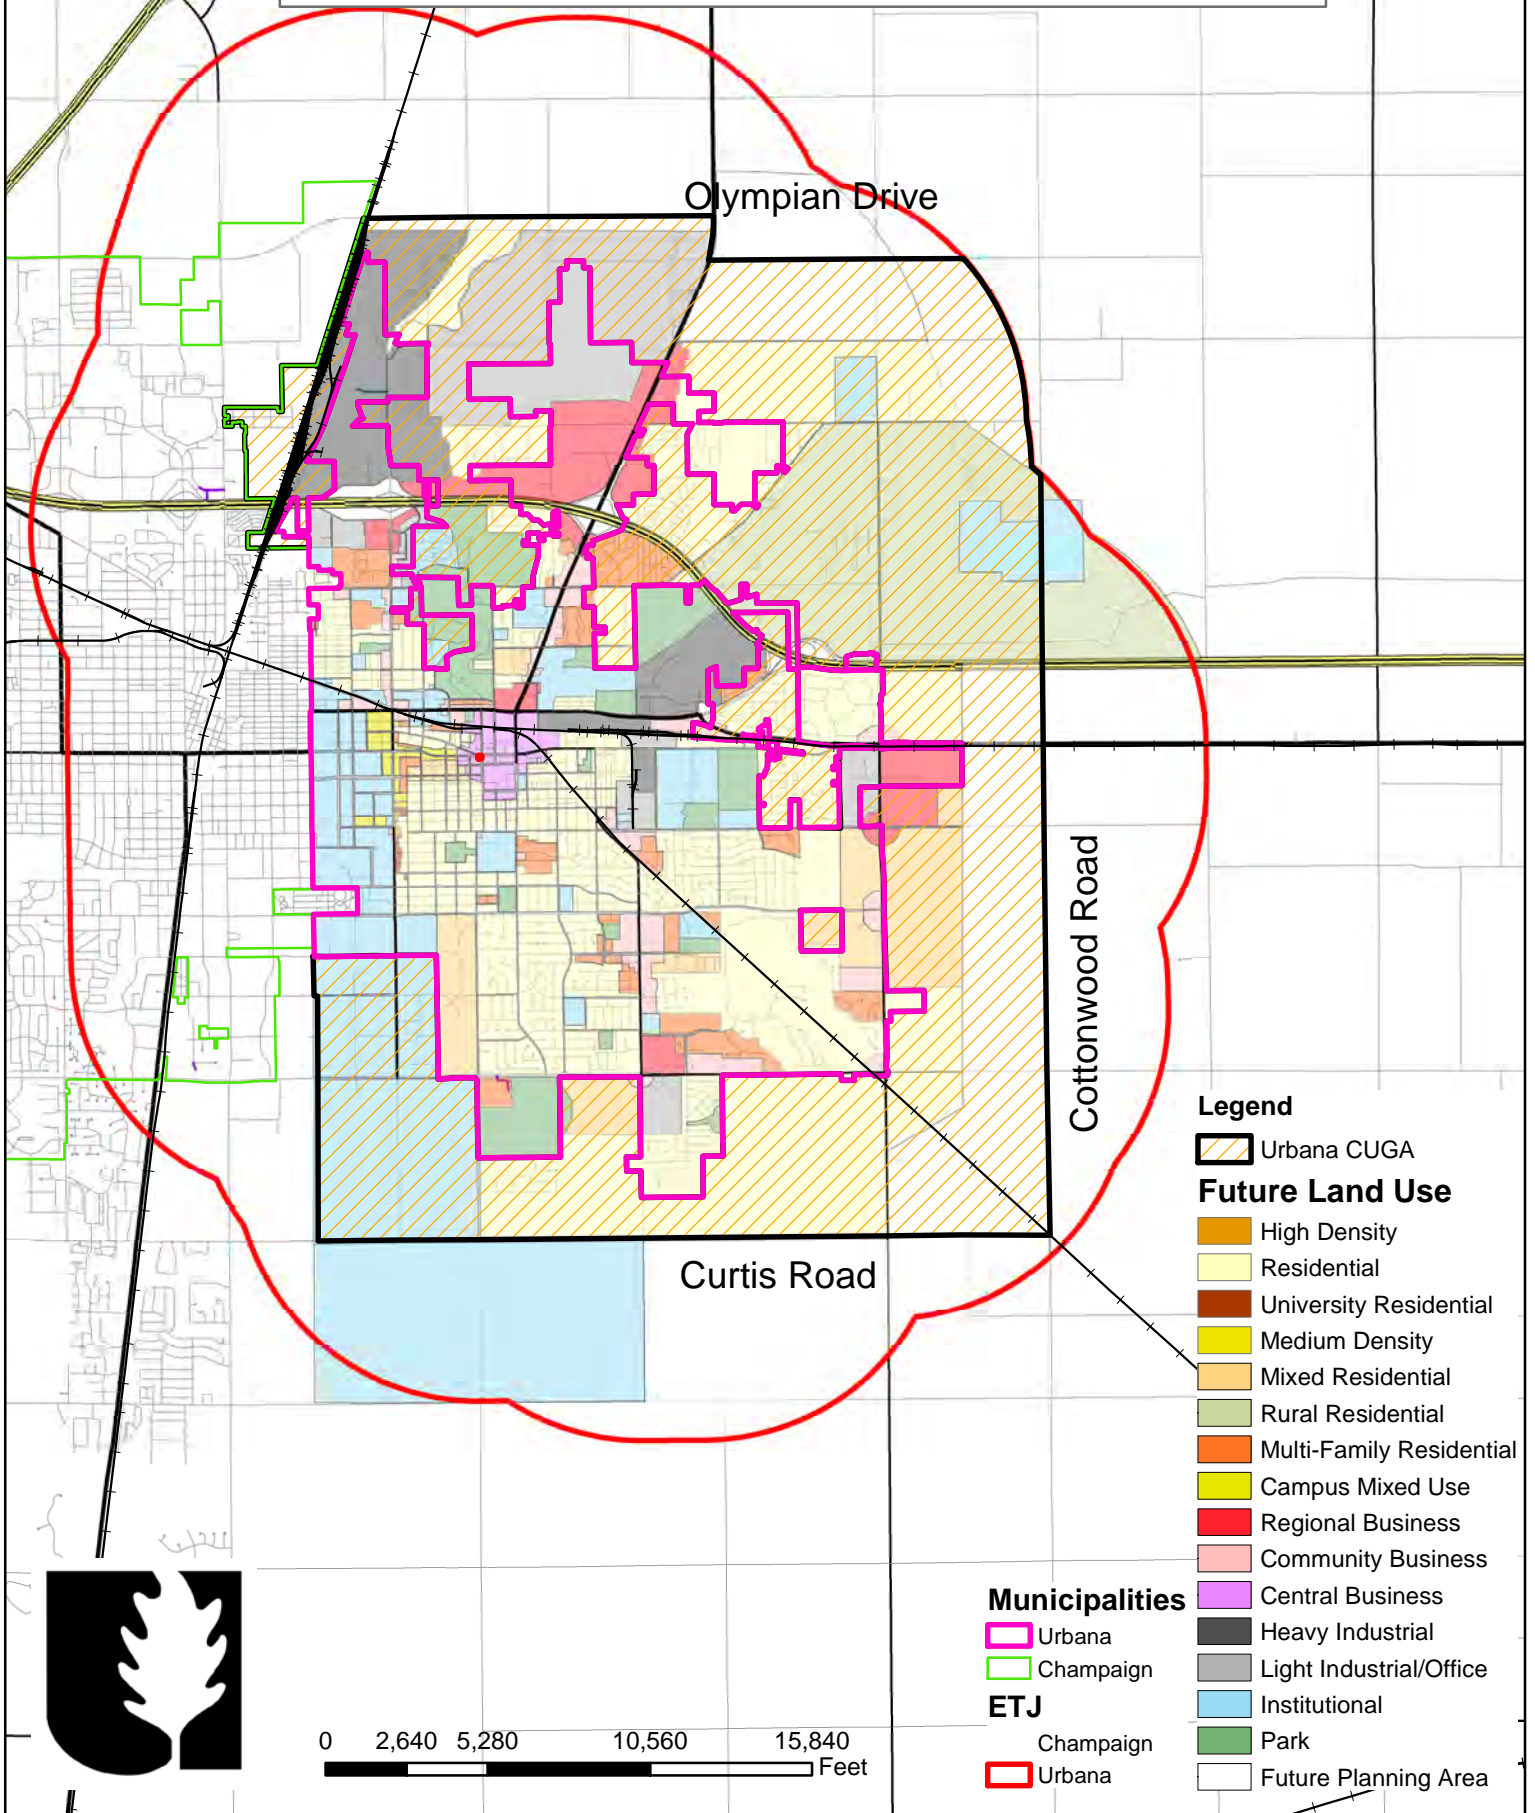 Olympian Drive
Cottonwood Road
Curtis Road
Legend
Urbana CUGA
Future Land Use
High Density
Residential
University Residential
Medium Density
Mixed Residential
Rural Residential
Multi-Family Residential
Campus Mixed Use
Regional Business
Community Business
Central Business
Heavy Industrial
Light Industrial/Office
Institutional
Park
Future Planning Area
Municipalities
Urbana
Champaign
ETJ
Champaign
Urbana
0 2,640 5,280 10,560 15,840
Feet